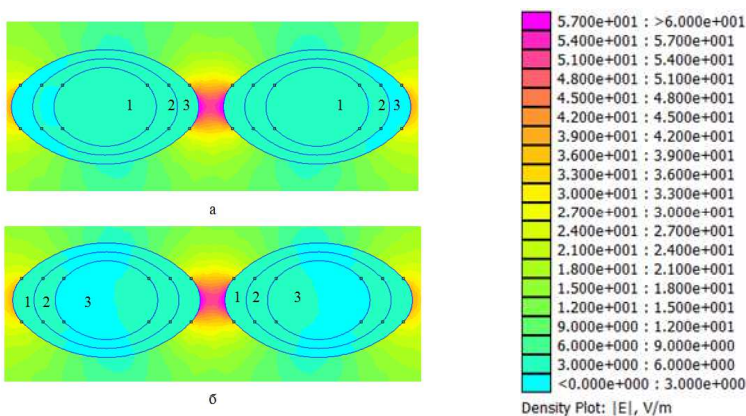 1 2 3 1 2 3
а
1 2 3 1 2 3
б
5.700e+001 : >6.000e+001
5.400e+001 : 5.700e+001
5.100e+001 : 5.400e+001
4.800e+001 : 5.100e+001
4.500e+001 : 4.800e+001
4.200e+001 : 4.500e+001
3.900e+001 : 4.200e+001
3.600e+001 : 3.900e+001
3.300e+001 : 3.600e+001
3.000e+001 : 3.300e+001
2.700e+001 : 3.000e+001
2.400e+001 : 2.700e+001
2.100e+001 : 2.400e+001
1.800e+001 : 2.100e+001
1.500e+001 : 1.800e+001
1.200e+001 : 1.500e+001
9.000e+000 : 1.200e+001
6.000e+000 : 9.000e+000
3.000e+000 : 6.000e+000
<0.000e+000 : 3.000e+000
Density Plot: |E|, V/m